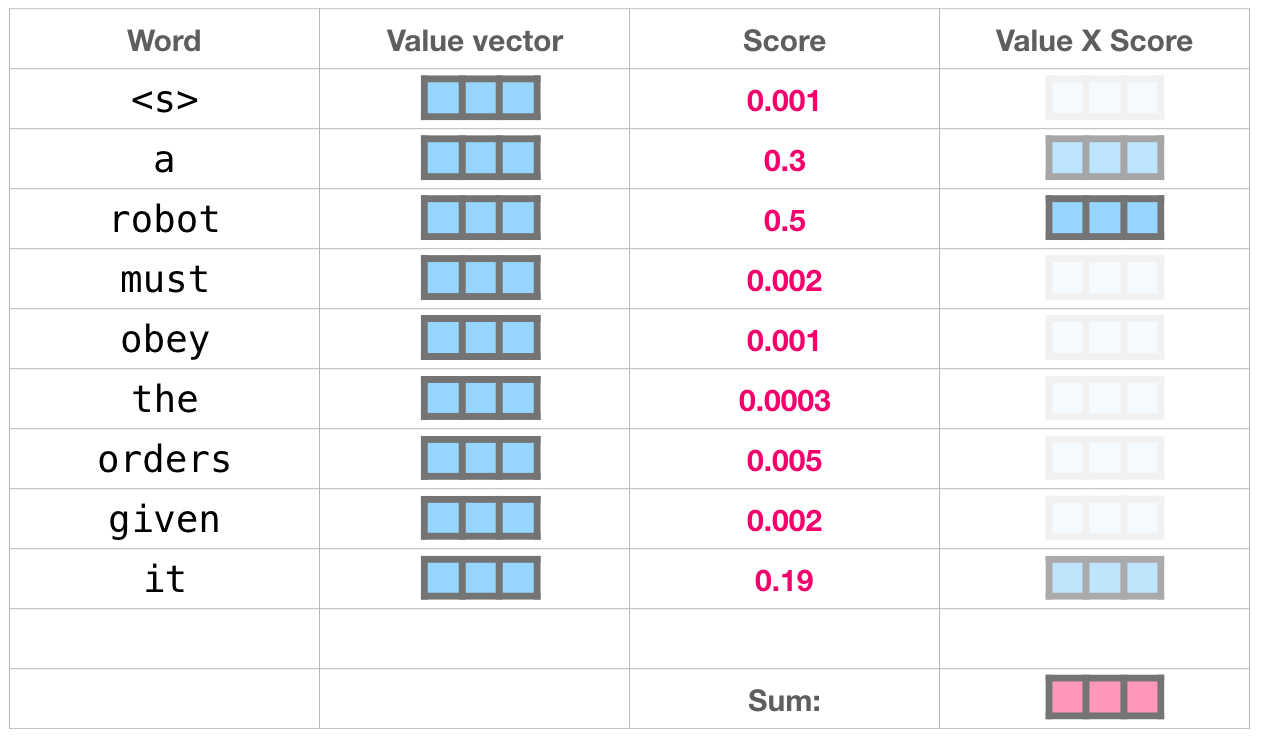 Word Value vector Score Value X Score
<s> 0.001
a 0.3
robot 0.5
must 0.002
obey 0.001
the 0.0003
orders 0.005
given 0.002
it 0.19
Sum: